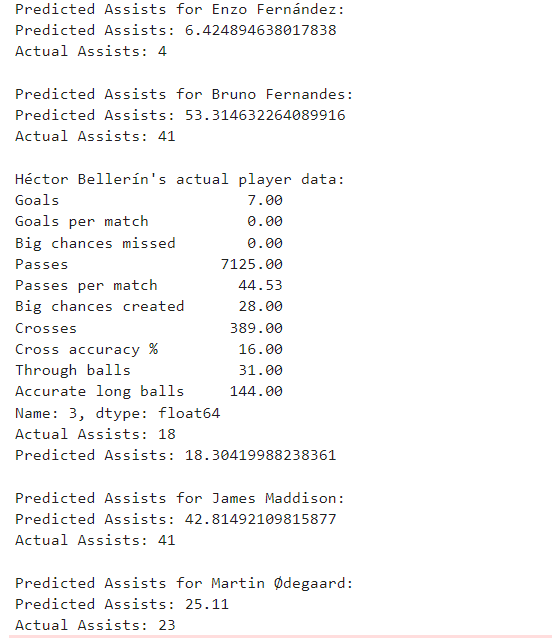 Predicted Assists for Enzo Fernández:
Predicted Assists: 6.424894638017838
Actual Assists: 4
Predicted Assists for Bruno Fernandes:
Predicted Assists: 53.314632264089916
Actual Assists: 41
Héctor Bellerín's actual player data:
Goals 7.00
Goals per match 0.00
Big chances missed 0.00
Passes 7125.00
Passes per match 44.53
Big chances created 28.00
Crosses 389.00
Cross accuracy % 16.00
Through balls 31.00
Accurate long balls 144.00
Name: 3, dtype: float64
Actual Assists: 18
Predicted Assists: 18.30419988238361
Predicted Assists for James Maddison:
Predicted Assists: 42.81492109815877
Actual Assists: 41
Predicted Assists for Martin Ødegaard:
Predicted Assists: 25.11
Actual Assists: 23